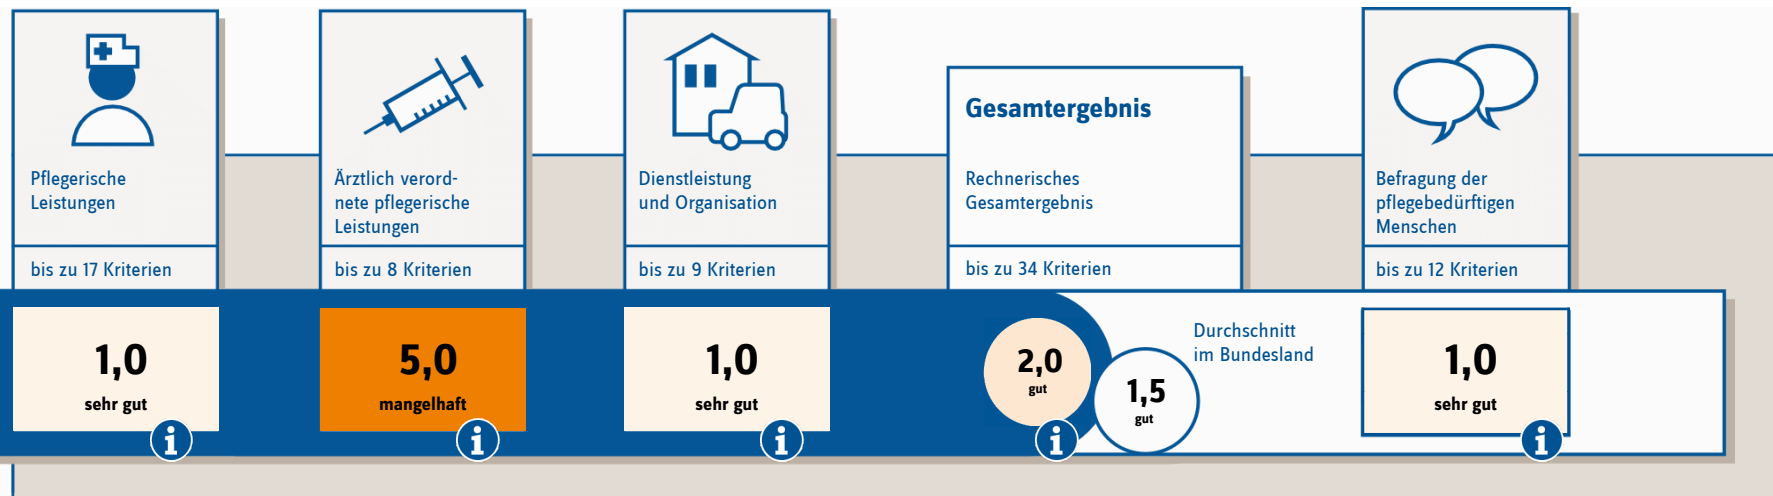 Pflegerische
Leistungen
bis zu 17 Kriterien
1,0
sehr gut
i
Ärztlich verord-
nete pflegerische
Leistungen
bis zu 8 Kriterien
5,0
mangelhaft
i
Dienstleistung
und Organisation
bis zu 9 Kriterien
1,0
sehr gut
i
Gesamtergebnis
Rechnerisches
Gesamtergebnis
bis zu 34 Kriterien
2,0
gut
i
1,5
gut
Durchschnitt
im Bundesland
Befragung der
pflegebedürftigen
Menschen
bis zu 12 Kriterien
1,0
sehr gut
i